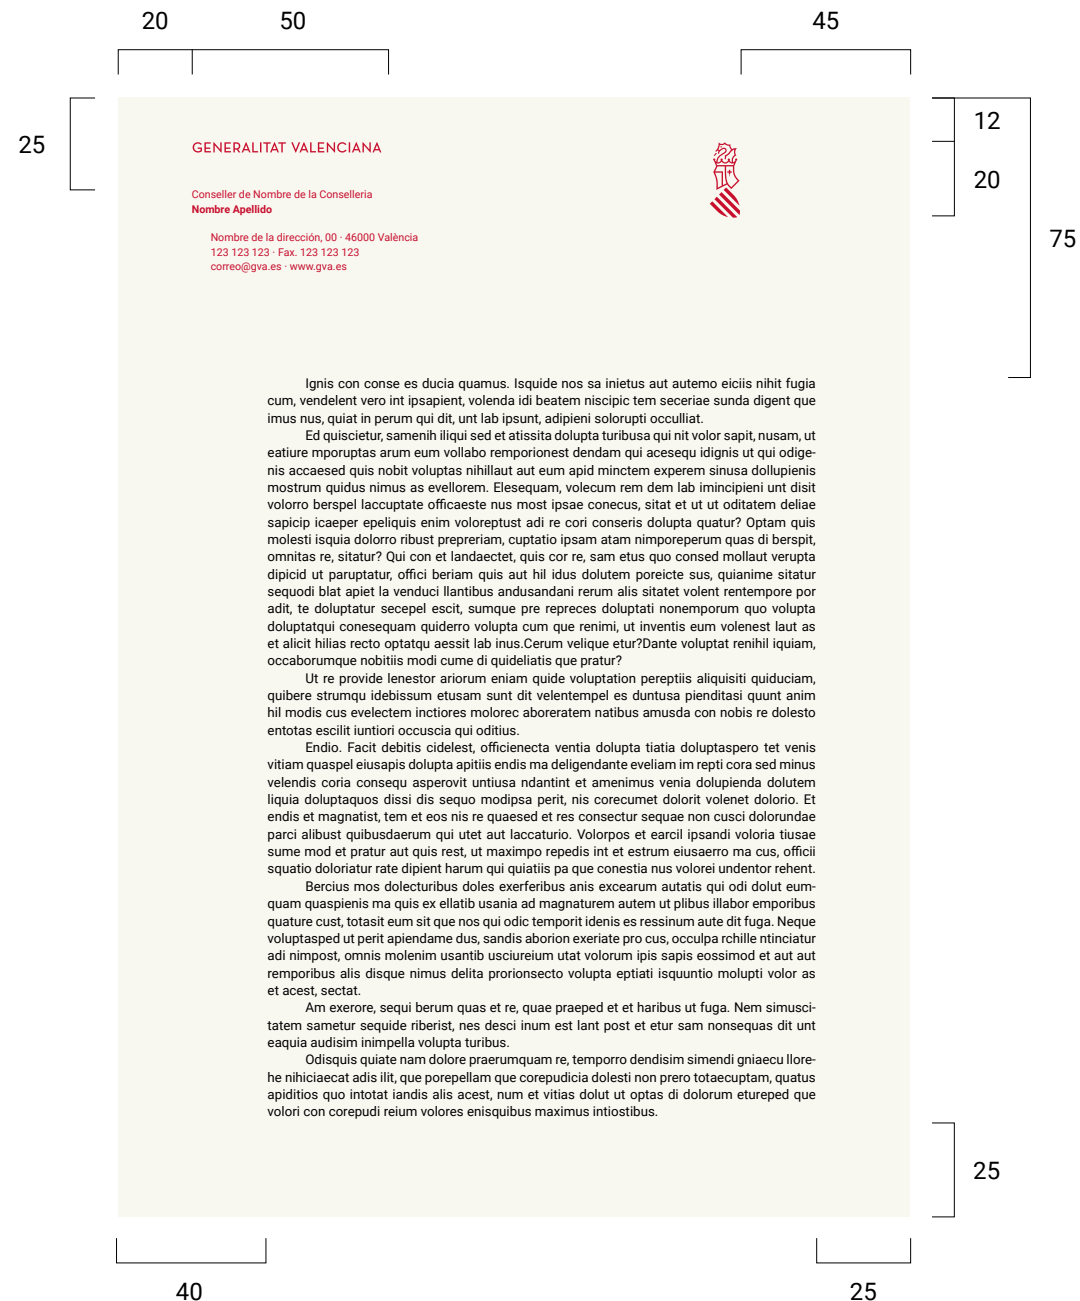 20 50 45
25
12
20
75
GENERALITAT VALENCIANA
Conseller de Nombre de la Conselleria
Nombre Apellido
Nombre de la dirección, 00 · 46000 València
123 123 123 · Fax. 123 123 123
correo@gva.es · www.gva.es
Ignis con conse es ducia quamus. Isquide nos sa inietus aut autemo eiciis nihit fugia
cum, vendelent vero int ipsapient, volenda idi beatem niscipic tem seceriae sunda digent que
imus nus, quiat in perum qui dit, unt lab ipsunt, adipieni solorupti occulliat.
Ed quiscietur, samenih iliqui sed et atissita dolupta turibusa qui nit volor sapit, nusam, ut
eatiure mporuptas arum eum vollabo remporionest dendam qui acesequ idignis ut qui odige-
nis accaesed quis nobit voluptas nihillaut aut eum apid minctem experem sinusa dollupienis
mostrum quidus nimus as evellorem. Elesequam, volecum rem dem lab imincipieni unt disit
volorro berspel laccuptate officaeste nus most ipsae conecus, sitat et ut ut oditatem deliae
sapicip icaeper epeliquis enim voloreptust adi re cori conseris dolupta quatur? Optam quis
molesti isquia dolorro ribust prepreriam, cuptatio ipsam atam nimporeperum quas di berspit,
omnitas re, sitatur? Qui con et landaectet, quis cor re, sam etus quo consed mollaut verupta
dipicid ut paruptatur, offici beriam quis aut hil idus dolutem poreicte sus, quianime sitatur
sequodi blat apiet la venduci llantibus andusandani rerum alis sitatet volent rentempore por
adit, te doluptatur secepel escit, sumque pre repreces doluptati nonemporum quo volupta
doluptatqui conesequam quiderro volupta cum que renimi, ut inventis eum volenest laut as
et alicit hilias recto optatqu aessit lab inus.Cerum velique etur?Dante voluptat renihil iquiam,
occaborumque nobitiis modi cume di quideliatis que pratur?
Ut re provide lenestor ariorum eniam quide voluptation pereptiis aliquisiti quiduciam,
quibere strumqu idebissum etusam sunt dit velentempel es duntusa pienditasi quunt anim
hil modis cus evelectem inctiores molorec aboreratem natibus amusda con nobis re dolesto
entotas escilit iuntiori occuscia qui oditius.
Endio. Facit debitis cidelest, officienecta ventia dolupta tiatia doluptaspero tet venis
vitiam quaspel eiusapis dolupta apitiis endis ma deligendante eveliam im repti cora sed minus
velendis coria consequ asperovit untiusa ndantint et amenimus venia dolupienda dolutem
liquia doluptaquos dissi dis sequo modipsa perit, nis corecumet dolorit volenet dolorio. Et
endis et magnatist, tem et eos nis re quaesed et res consectur sequae non cusci dolorundae
parci alibust quibusdaerum qui utet aut laccaturio. Volorpos et earcil ipsandi voloria tiusae
sume mod et pratur aut quis rest, ut maximpo repedis int et estrum eiusaerro ma cus, officii
squatio doloriatur rate dipient harum qui quiatiis pa que conestia nus volorei undentor rehent.
Bercius mos dolecturibus doles exerferibus anis excearum autatis qui odi dolut eum-
quam quaspienis ma quis ex ellatib usania ad magnaturem autem ut plibus illabor emporibus
quature cust, totasit eum sit que nos qui odic temporit idenis es ressinum aute dit fuga. Neque
voluptasped ut perit apiendame dus, sandis aborion exeriate pro cus, occulpa rchille ntinciatur
adi nimpost, omnis molenim usantib usciureium utat volorum ipis sapis eossimod et aut aut
remporibus alis disque nimus delita prorionsecto volupta eptiati isquuntio molupti volor as
et acest, sectat.
Am exerore, sequi berum quas et re, quae praeped et et haribus ut fuga. Nem simusci-
tatem sametur sequide riberist, nes desci inum est lant post et etur sam nonsequas dit unt
eaquia audisim inimpella volupta turibus.
Odisquis quiate nam dolore praerumquam re, temporro dendisim simendi gniaecu llore-
he nihiciaecat adis ilit, que porepellam que corepudicia dolesti non prero totaecuptam, quatus
apiditios quo intotat iandis alis acest, num et vitias dolut ut optas di dolorum etureped que
volori con corepudi reium volores enisquibus maximus intiostibus.
25
40 25